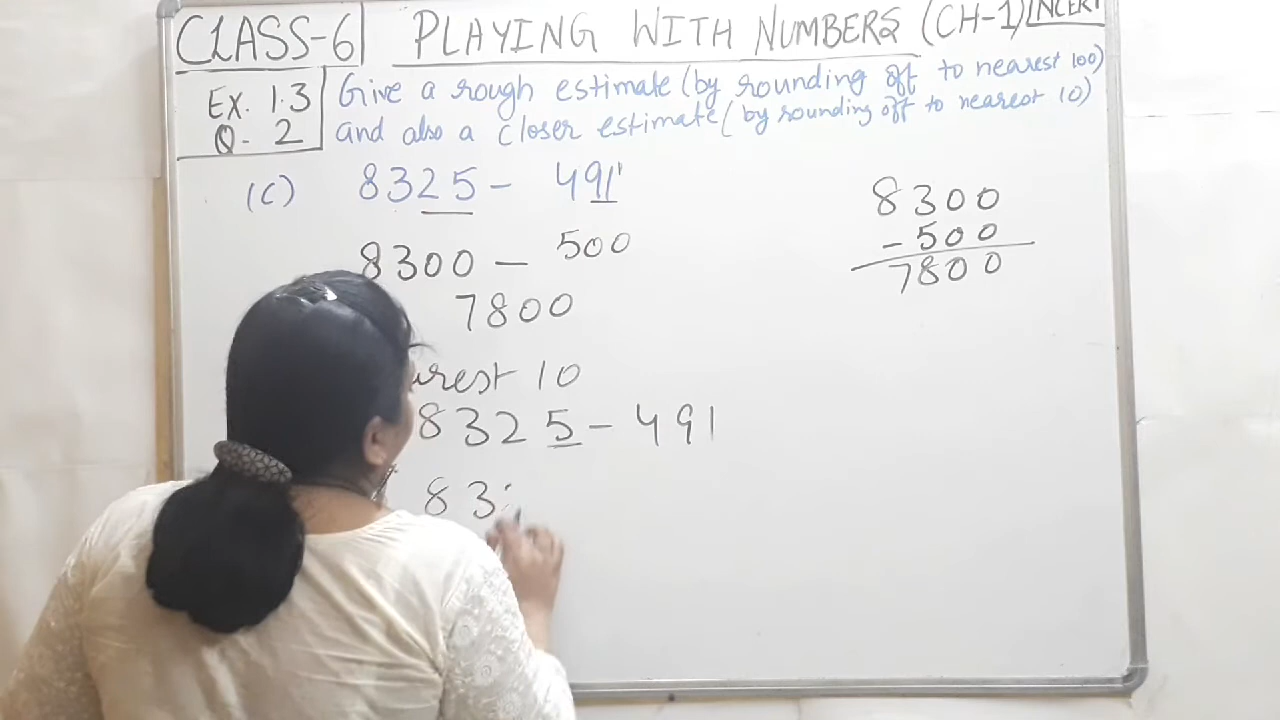 CLASS-6 PLAYING WITH NUMBERS (CH-1) NCERT
EX. 1.3 Give a rough estimate (by rounding off to nearest 100)
Q. 2 and also a closer estimate (by rounding off to nearest 10)
(C) 8325 - 491
8300 - 500
7800
8300
- 500
7800
10
8325 - 491
83